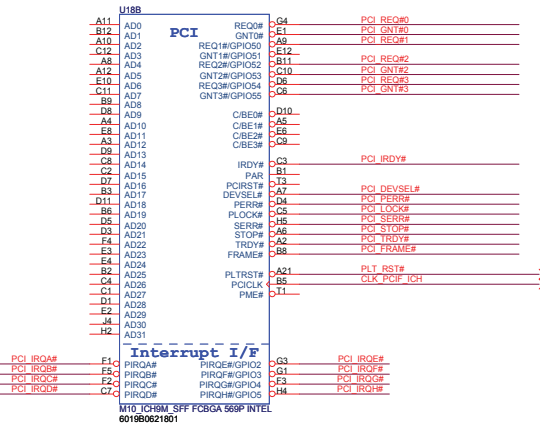 U18B
PCI
A11 AD0
B12 AD1
A10 AD2
C12 AD3
A8 AD4
A12 AD5
E10 AD6
C11 AD7
B9 AD8
D8 AD9
A4 AD10
E8 AD11
A3 AD12
D9 AD13
C8 AD14
C2 AD15
D7 AD16
B3 AD17
D11 AD18
B6 AD19
D5 AD20
D3 AD21
F4 AD22
E3 AD23
E4 AD24
B2 AD25
C4 AD26
C1 AD27
D1 AD28
E2 AD29
J4 AD30
H2 AD31
REQ0# G4 PCI_REQ#0
GNT0# E1 PCI_GNT#0
REQ1#/GPIO50 A9 PCI_REQ#1
GNT1#/GPIO51 E12
REQ2#/GPIO52 B11 PCI_REQ#2
GNT2#/GPIO53 C10 PCI_GNT#2
REQ3#/GPIO54 D6 PCI_REQ#3
GNT3#/GPIO55 C6 PCI_GNT#3
C/BE0# D10
C/BE1# A5
C/BE2# E6
C/BE3# C9
IRDY# C3 PCI_IRDY#
PAR B1
PCIRST# T3
DEVSEL# A7 PCI_DEVSEL#
PERR# D4 PCI_PERR#
PLOCK# C5 PCI_LOCK#
SERR# H5 PCI_SERR#
STOP# A6 PCI_STOP#
TRDY# A2 PCI_TRDY#
FRAME# B8 PCI_FRAME#
PLTRST# A21 PLT_RST#
PCICLK B5 CLK_PCIF_ICH
PME# T1
Interrupt I/F
PCI_IRQA# F1 PIRQA# PIRQE#/GPIO2 G3 PCI_IRQE#
PCI_IRQB# F5 PIRQB# PIRQF#/GPIO3 G1 PCI_IRQF#
PCI_IRQC# F2 PIRQC# PIRQG#/GPIO4 F3 PCI_IRQG#
PCI_IRQD# C7 PIRQD# PIRQH#/GPIO5 H4 PCI_IRQH#
M10_ICH9M_SFF FCBGA 569P INTEL
6019B0621801